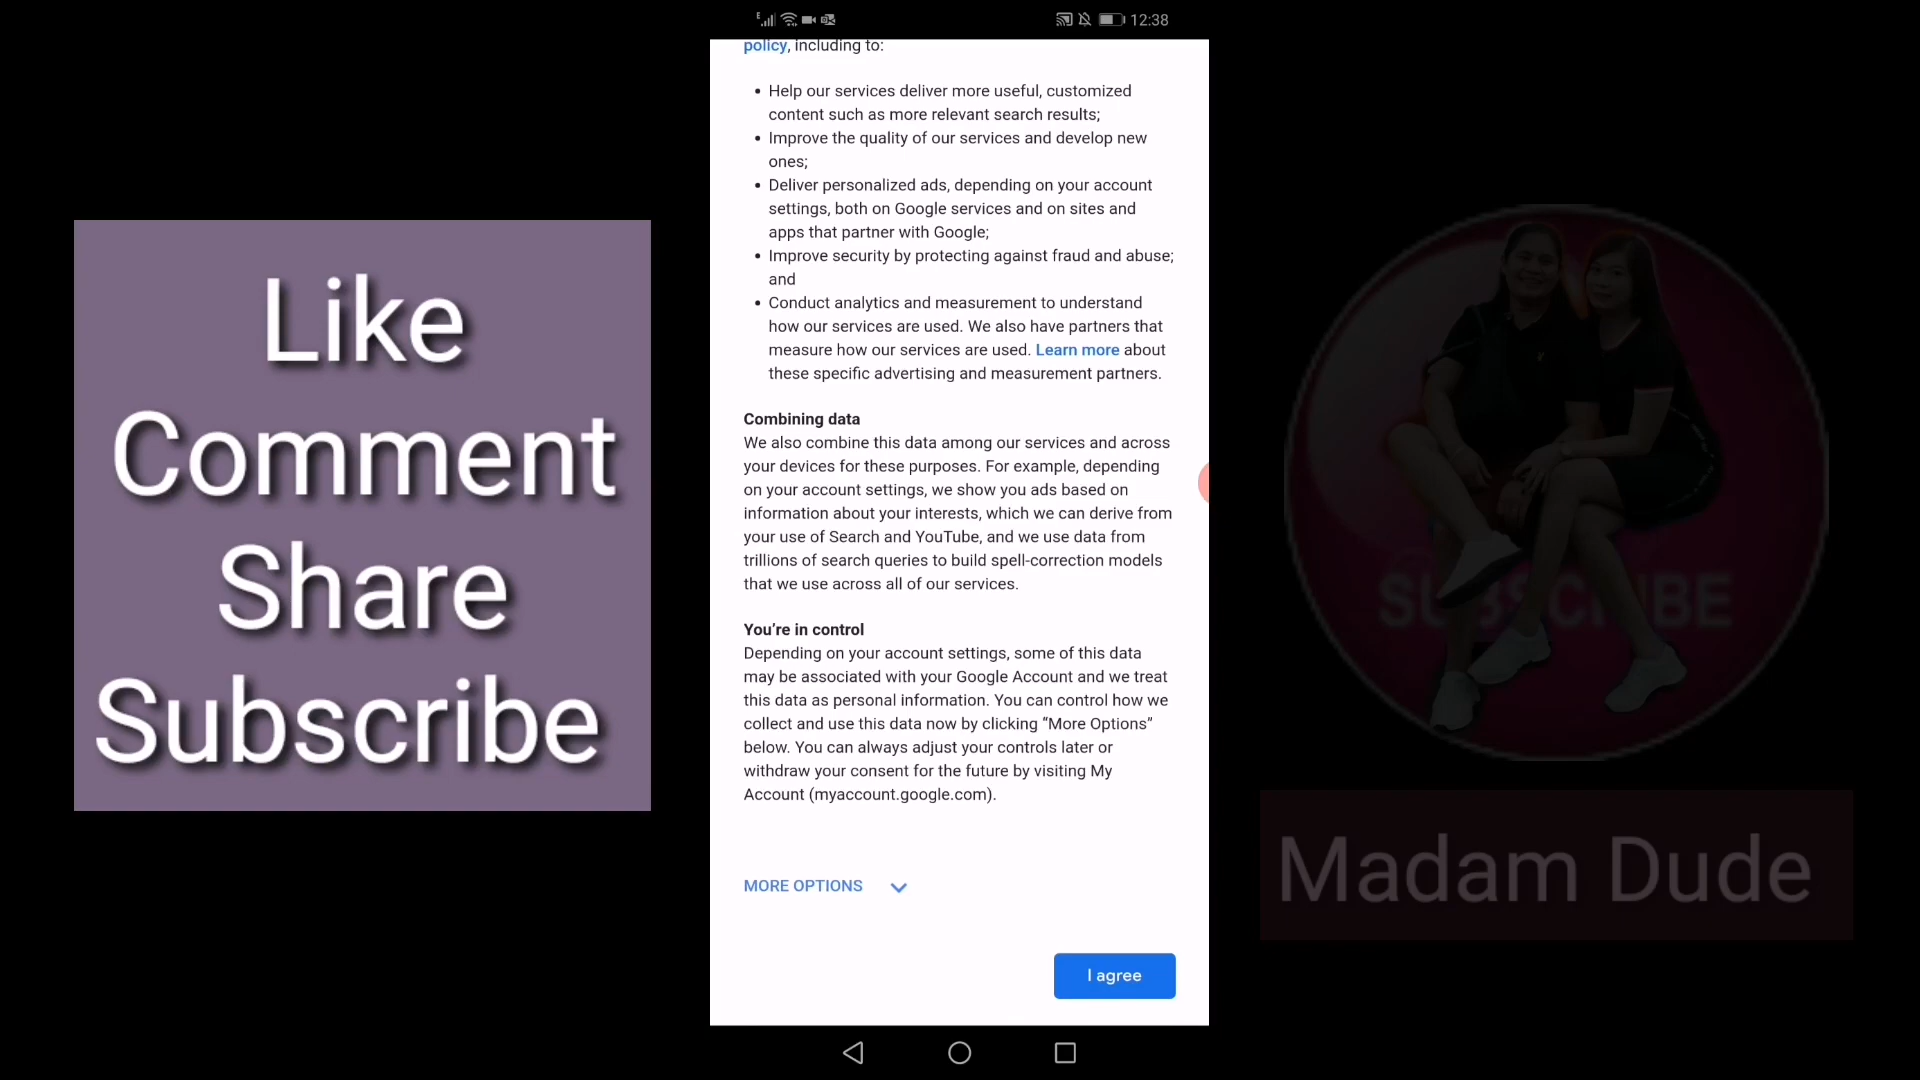 Like
Comment
Share
Subscribe
E
12:38
policy, including to:
• Help our services deliver more useful, customized
content such as more relevant search results;
• Improve the quality of our services and develop new
ones;
• Deliver personalized ads, depending on your account
settings, both on Google services and on sites and
apps that partner with Google;
• Improve security by protecting against fraud and abuse;
and
• Conduct analytics and measurement to understand
how our services are used. We also have partners that
measure how our services are used. Learn more about
these specific advertising and measurement partners.
Combining data
We also combine this data among our services and across
your devices for these purposes. For example, depending
on your account settings, we show you ads based on
information about your interests, which we can derive from
your use of Search and YouTube, and we use data from
trillions of search queries to build spell-correction models
that we use across all of our services.
You’re in control
Depending on your account settings, some of this data
may be associated with your Google Account and we treat
this data as personal information. You can control how we
collect and use this data now by clicking “More Options”
below. You can always adjust your controls later or
withdraw your consent for the future by visiting My
Account (myaccount.google.com).
MORE OPTIONS
I agree
SUBSCRIBE
Madam Dude